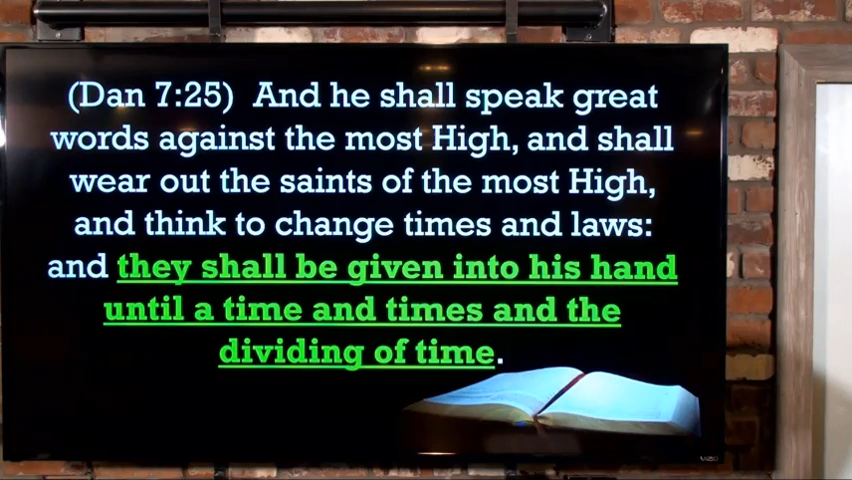 (Dan 7:25) And he shall speak great
words against the most High, and shall
wear out the saints of the most High,
and think to change times and laws:
and they shall be given into his hand
until a time and times and the
dividing of time.
VIZIO